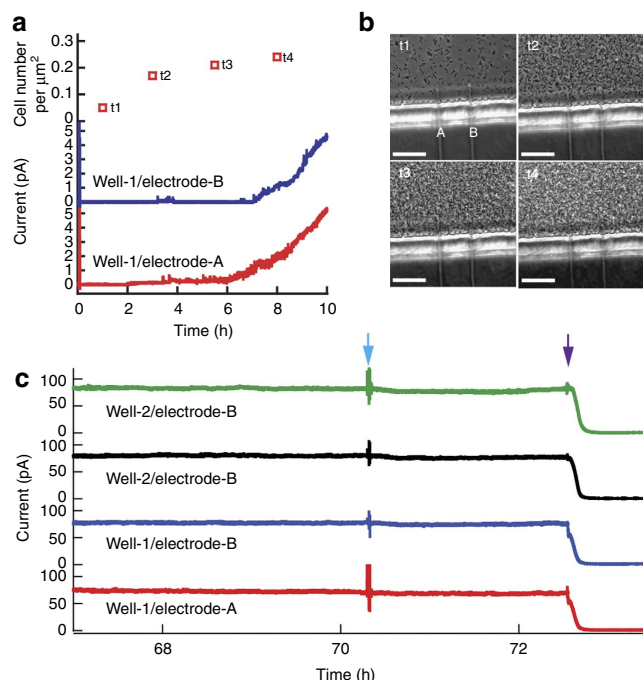 a
Cell number
per μm²
0.3
0.2
0.1
0
t1
t2
t3
t4
Current (pA)
5
4
3
2
1
0
Well-1/electrode-B
5
4
3
2
1
0
Well-1/electrode-A
0 2 4 6 8 10
Time (h)
b
t1
A B
t2
t3
t4
c
Current (pA)
100
50
0
Well-2/electrode-B
100
50
0
Well-2/electrode-B
100
50
0
Well-1/electrode-B
100
50
0
Well-1/electrode-A
68 70 72
Time (h)